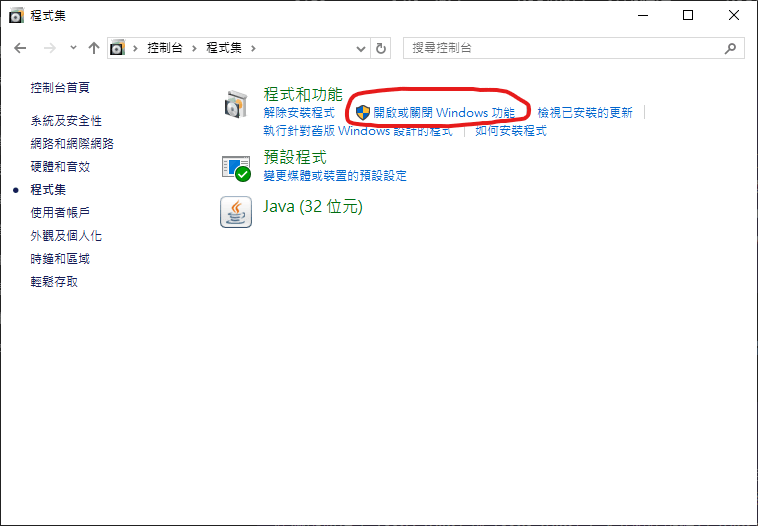 程式集
控制台 程式集
搜尋控制台
控制台首頁
系統及安全性
網路和網際網路
硬體和音效
程式集
使用者帳戶
外觀及個人化
時鐘和區域
輕鬆存取
程式和功能
解除安裝程式 開啟或關閉 Windows 功能 檢視已安裝的更新
執行針對舊版 Windows 設計的程式 如何安裝程式
預設程式
變更媒體或裝置的預設設定
Java (32 位元)